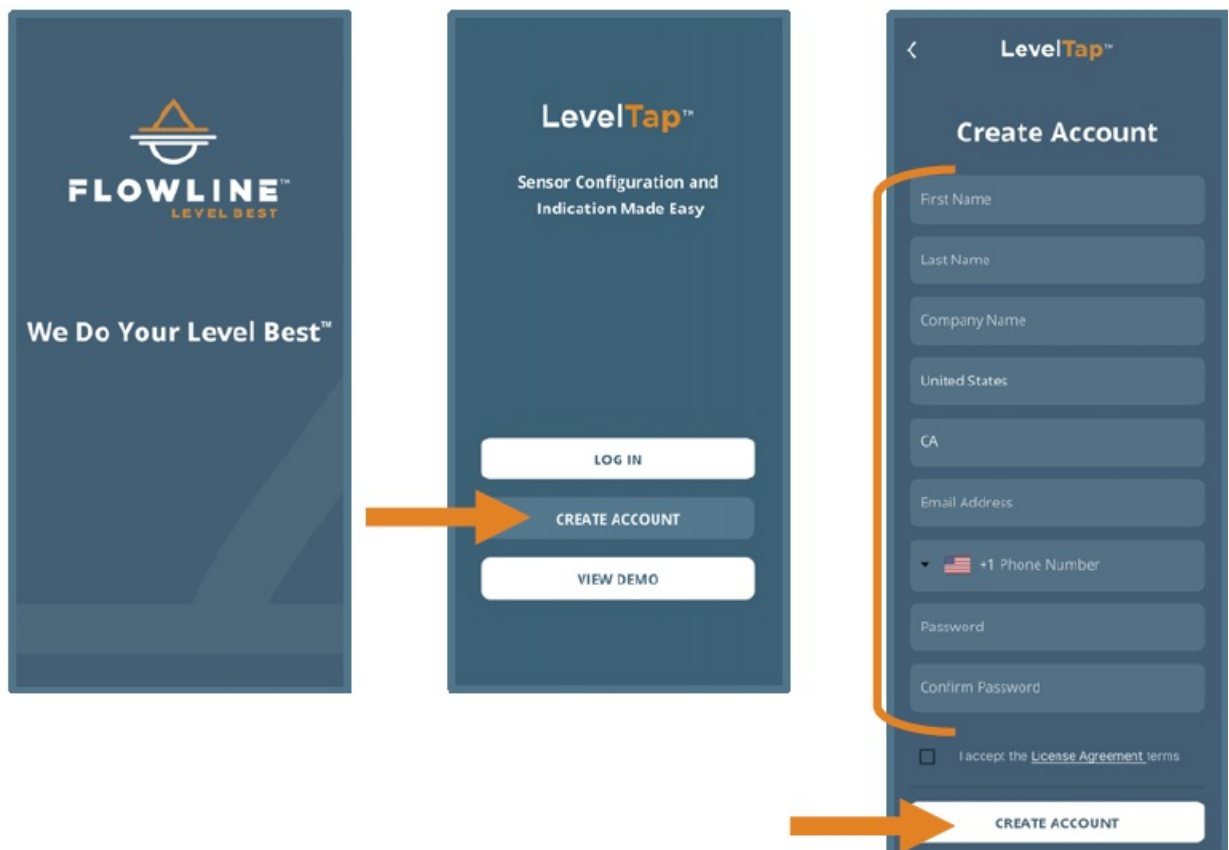 FLOWLINE™
LEVEL BEST
We Do Your Level Best™
LevelTap™
Sensor Configuration and
Indication Made Easy
LOG IN
CREATE ACCOUNT
VIEW DEMO
LevelTap™
Create Account
First Name
Last Name
Company Name
United States
CA
Email Address
+1 Phone Number
Password
Confirm Password
I accept the License Agreement terms
CREATE ACCOUNT